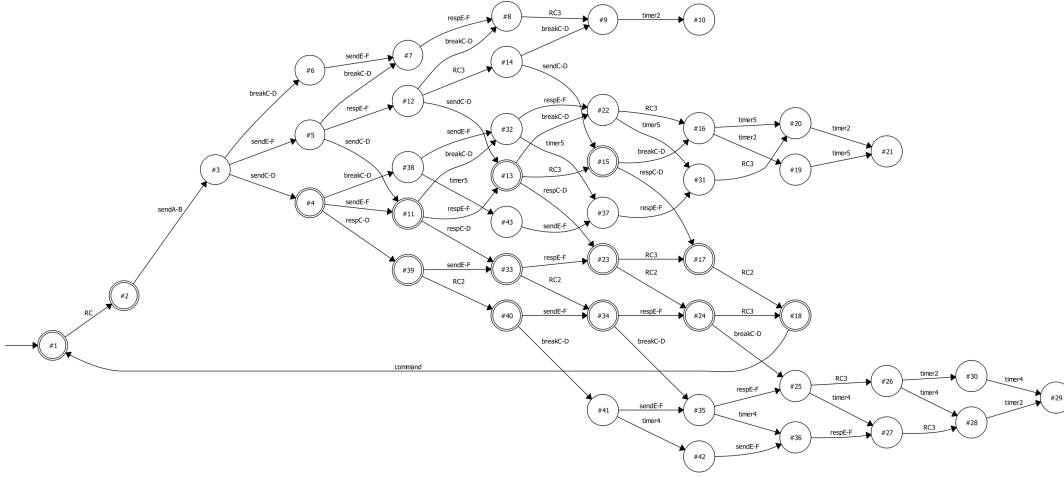 #8 RC3 #9 timer2 #10
respE-F
breakC-D
#7
sendE-F
#6
breakC-D
breakC-D
#14
breakC-D
RC3
sendC-D
#12
respE-F
sendC-D
#5
sendE-F
sendC-D
#3
sendC-D
sendA-B
#32 respE-F #22 RC3 #16 timer5 #20 timer2 #21
breakC-D
timer5
timer2
sendE-F
timer5
#38
breakC-D
timer5
breakC-D
#15
breakC-D
RC3
#19 timer5
#13 RC3
respC-D
#31
respC-D
#4 sendE-F #11 respE-F
#43 sendE-F #37 respE-F
respC-D
respC-D
#39 sendE-F #33 respE-F #23 RC3 #17
RC2
RC2
RC2
RC2
#2
RC
#1
#40 sendE-F #34 respE-F #24 RC3 #18
breakC-D
breakC-D
breakC-D
command
#25 RC3 #26 timer2 #30 timer4 #29
respE-F
timer4
timer4
timer2
#41 sendE-F #35
timer4
timer4
#42 sendE-F #36 respE-F #27 RC3 #28